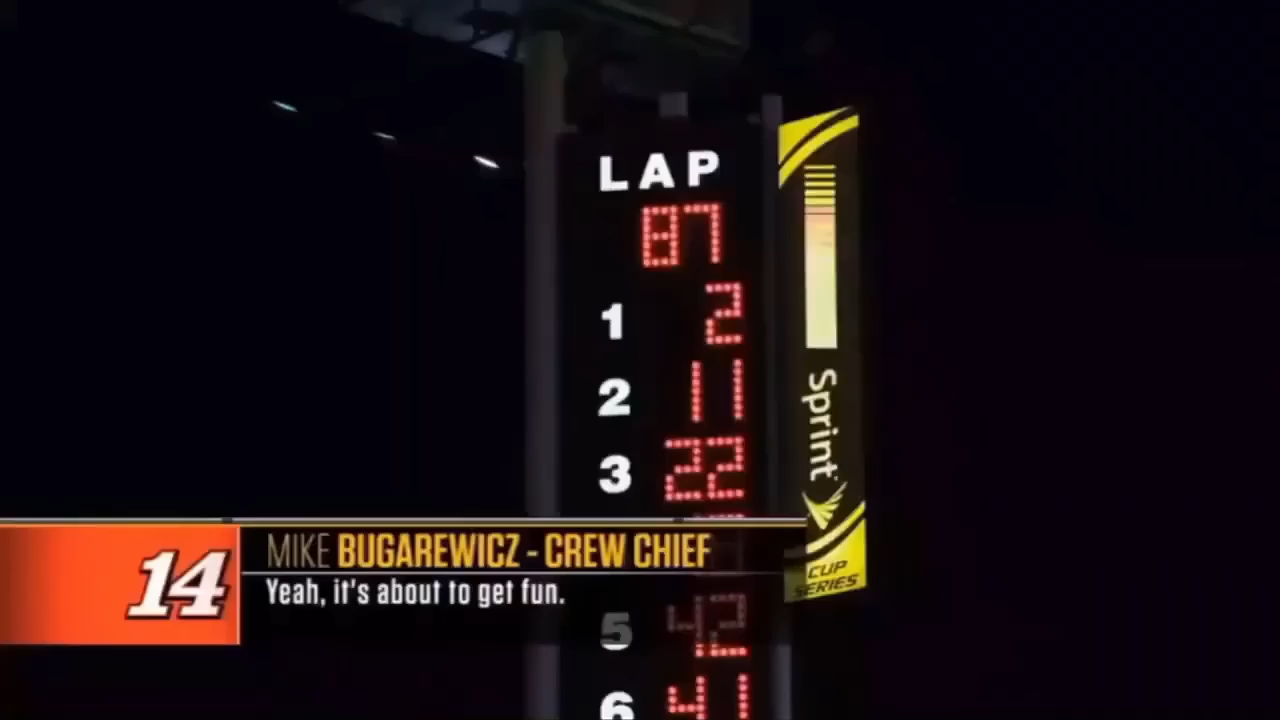 LAP
87
1 2
2 11
3 22
5 42
6 41
Sprint
CUP
SERIES
14
MIKE BUGAREWICZ - CREW CHIEF
Yeah, it's about to get fun.